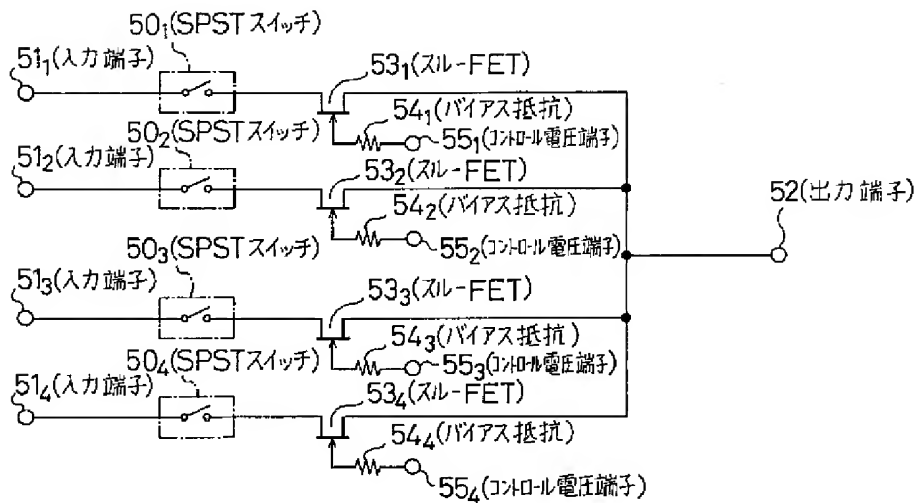 50₁(SPSTスイッチ)
51₁(入力端子)
53₁(スルーFET)
54₁(バイアス抵抗)
55₁(コントロール電圧端子)
50₂(SPSTスイッチ)
51₂(入力端子)
53₂(スルーFET)
54₂(バイアス抵抗)
55₂(コントロール電圧端子)
52(出力端子)
50₃(SPSTスイッチ)
51₃(入力端子)
53₃(スルーFET)
54₃(バイアス抵抗)
55₃(コントロール電圧端子)
50₄(SPSTスイッチ)
51₄(入力端子)
53₄(スルーFET)
54₄(バイアス抵抗)
55₄(コントロール電圧端子)